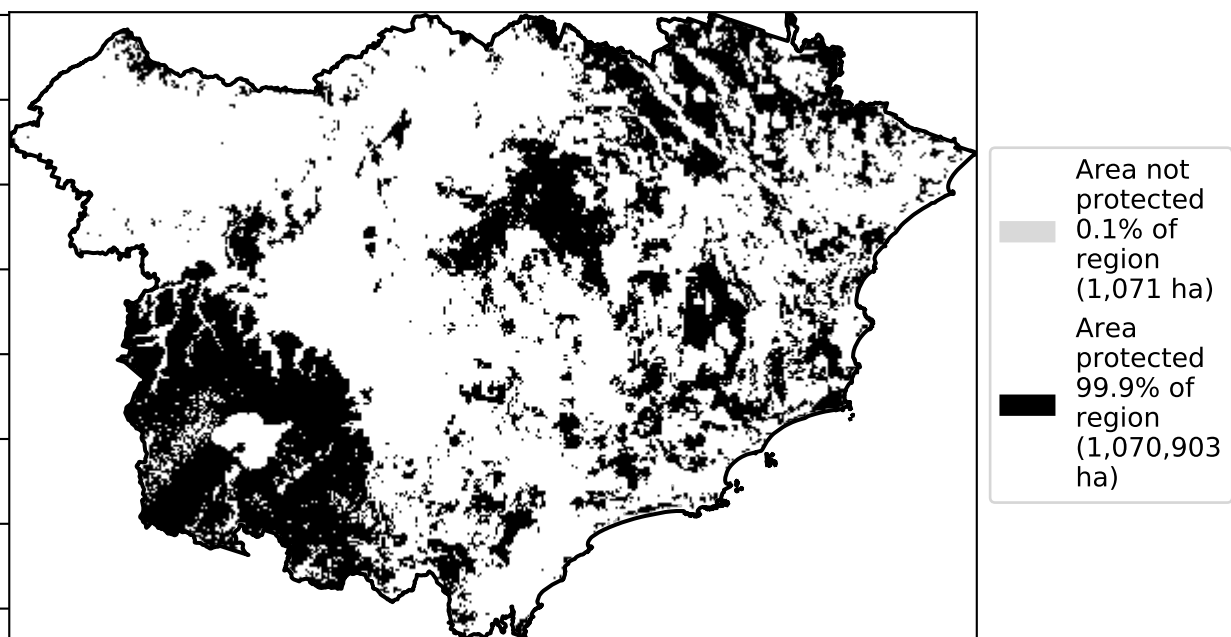 Area not
protected
0.1% of
region
(1,071 ha)
Area
protected
99.9% of
region
(1,070,903
ha)